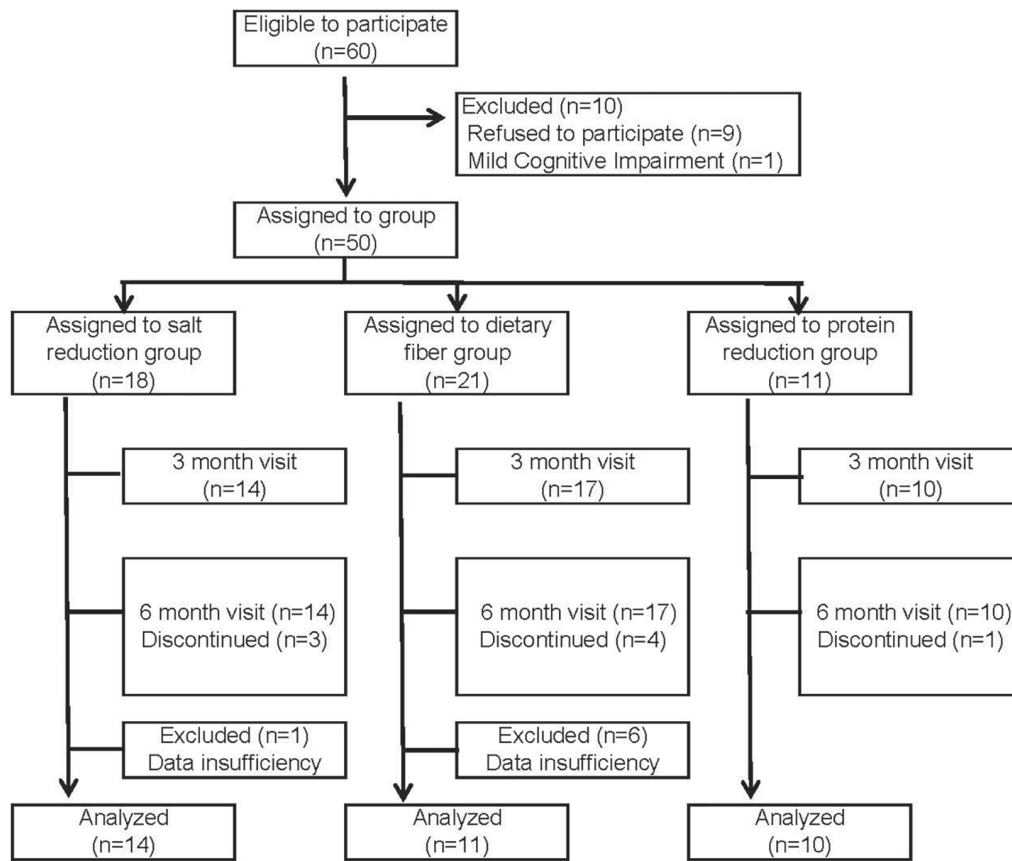 Eligible to participate
(n=60)
Excluded (n=10)
Refused to participate (n=9)
Mild Cognitive Impairment (n=1)
Assigned to group
(n=50)
Assigned to salt
reduction group
(n=18)
Assigned to dietary
fiber group
(n=21)
Assigned to protein
reduction group
(n=11)
3 month visit
(n=14)
3 month visit
(n=17)
3 month visit
(n=10)
6 month visit (n=14)
Discontinued (n=3)
6 month visit (n=17)
Discontinued (n=4)
6 month visit (n=10)
Discontinued (n=1)
Excluded (n=1)
Data insufficiency
Excluded (n=6)
Data insufficiency
Analyzed
(n=14)
Analyzed
(n=11)
Analyzed
(n=10)